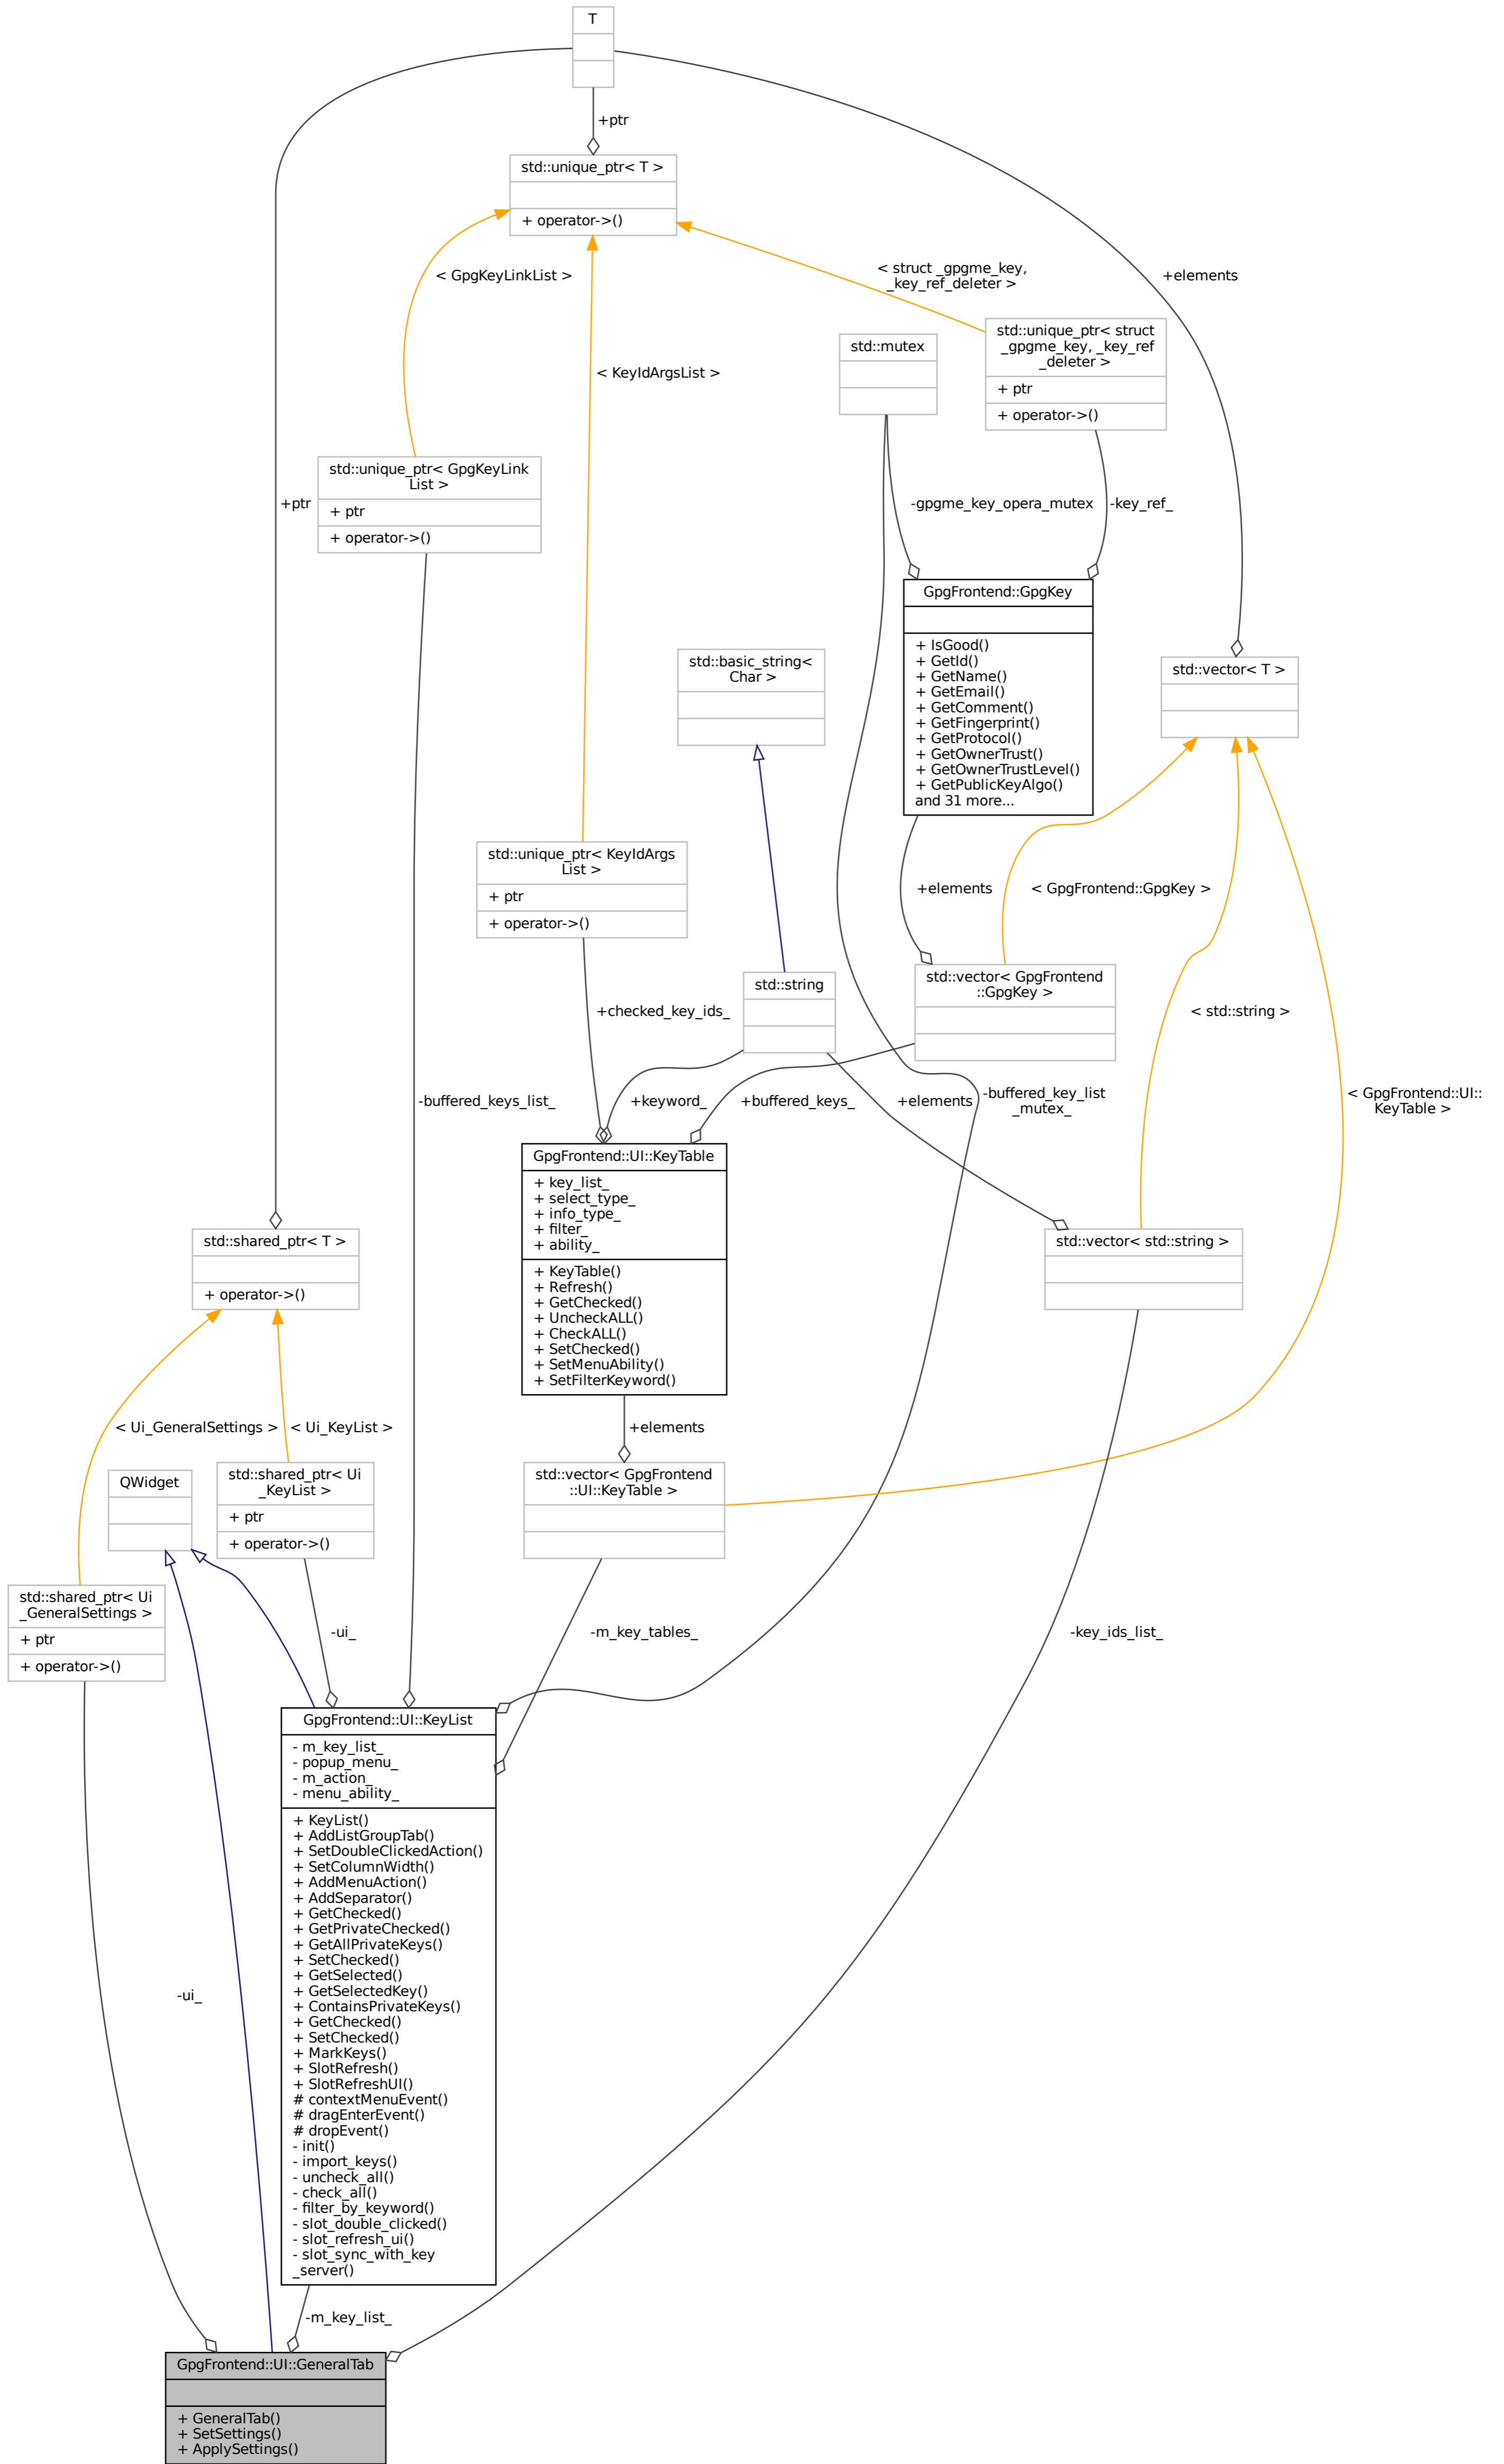 T
+ptr
std::unique_ptr< T >
+ operator->()
< GpgKeyLinkList >
< struct _gpgme_key,
_key_ref_deleter >
+elements
std::mutex
std::unique_ptr< struct
_gpgme_key, _key_ref
_deleter >
+ ptr
+ operator->()
< KeyIdArgsList >
std::unique_ptr< GpgKeyLink
List >
+ ptr
+ operator->()
+ptr
-gpgme_key_opera_mutex
-key_ref_
GpgFrontend::GpgKey
+ IsGood()
+ GetId()
+ GetName()
+ GetEmail()
+ GetComment()
+ GetFingerprint()
+ GetProtocol()
+ GetOwnerTrust()
+ GetOwnerTrustLevel()
+ GetPublicKeyAlgo()
and 31 more...
std::basic_string<
Char >
std::vector< T >
std::unique_ptr< KeyIdArgs
List >
+ ptr
+ operator->()
+elements
< GpgFrontend::GpgKey >
std::string
std::vector< GpgFrontend
::GpgKey >
+checked_key_ids_
< std::string >
-buffered_keys_list_
+keyword_
+buffered_keys_
+elements
-buffered_key_list
_mutex_
< GpgFrontend::UI::
KeyTable >
GpgFrontend::UI::KeyTable
+ key_list_
+ select_type_
+ info_type_
+ filter_
+ ability_
+ KeyTable()
+ Refresh()
+ GetChecked()
+ UncheckALL()
+ CheckALL()
+ SetChecked()
+ SetMenuAbility()
+ SetFilterKeyword()
std::shared_ptr< T >
+ operator->()
std::vector< std::string >
< Ui_GeneralSettings >
< Ui_KeyList >
+elements
QWidget
std::shared_ptr< Ui
_KeyList >
+ ptr
+ operator->()
std::vector< GpgFrontend
::UI::KeyTable >
std::shared_ptr< Ui
_GeneralSettings >
+ ptr
+ operator->()
-ui_
-m_key_tables_
-key_ids_list_
GpgFrontend::UI::KeyList
- m_key_list_
- popup_menu_
- m_action_
- menu_ability_
+ KeyList()
+ AddListGroupTab()
+ SetDoubleClickedAction()
+ SetColumnWidth()
+ AddMenuAction()
+ AddSeparator()
+ GetChecked()
+ GetPrivateChecked()
+ GetAllPrivateKeys()
+ SetChecked()
+ GetSelected()
+ GetSelectedKey()
+ ContainsPrivateKeys()
+ GetChecked()
+ SetChecked()
+ MarkKeys()
+ SlotRefresh()
+ SlotRefreshUI()
# contextMenuEvent()
# dragEnterEvent()
# dropEvent()
- init()
- import_keys()
- uncheck_all()
- check_all()
- filter_by_keyword()
- slot_double_clicked()
- slot_refresh_ui()
- slot_sync_with_key
_server()
-ui_
-m_key_list_
GpgFrontend::UI::GeneralTab
+ GeneralTab()
+ SetSettings()
+ ApplySettings()